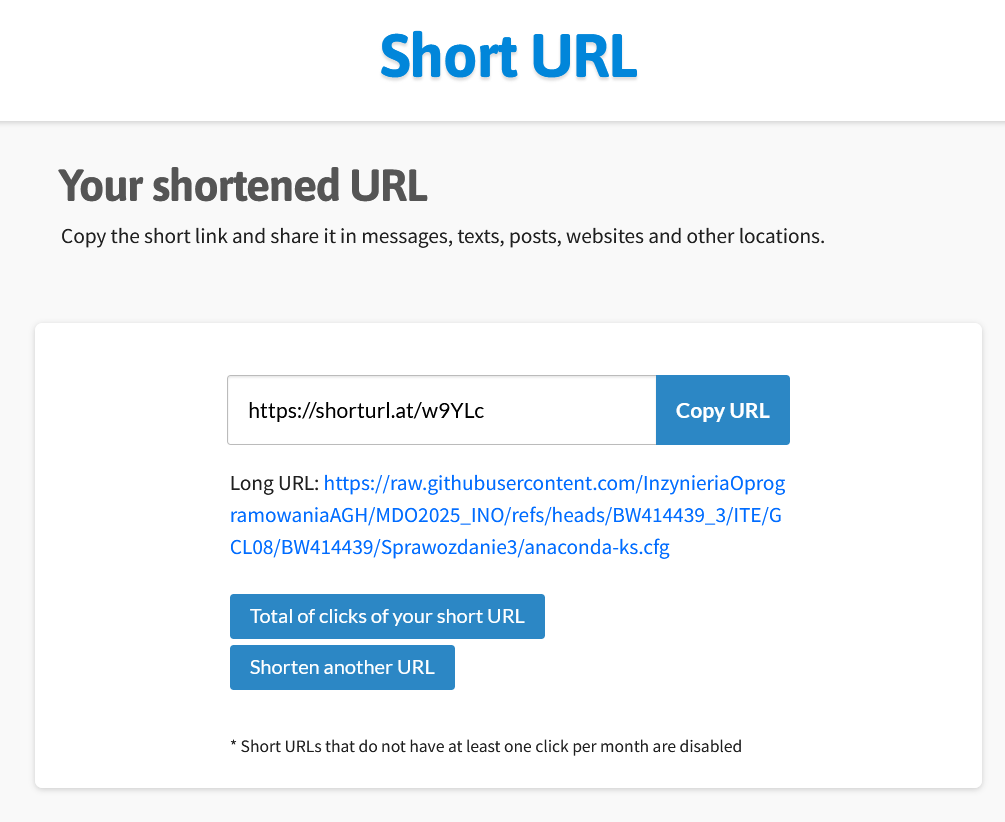 Short URL
Your shortened URL
Copy the short link and share it in messages, texts, posts, websites and other locations.
https://shorturl.at/w9YLc
Copy URL
Long URL: https://raw.githubusercontent.com/InzynieriaOprog
ramowaniaAGH/MDO2025_INO/refs/heads/BW414439_3/ITE/G
CL08/BW414439/Sprawozdanie3/anaconda-ks.cfg
Total of clicks of your short URL
Shorten another URL
* Short URLs that do not have at least one click per month are disabled